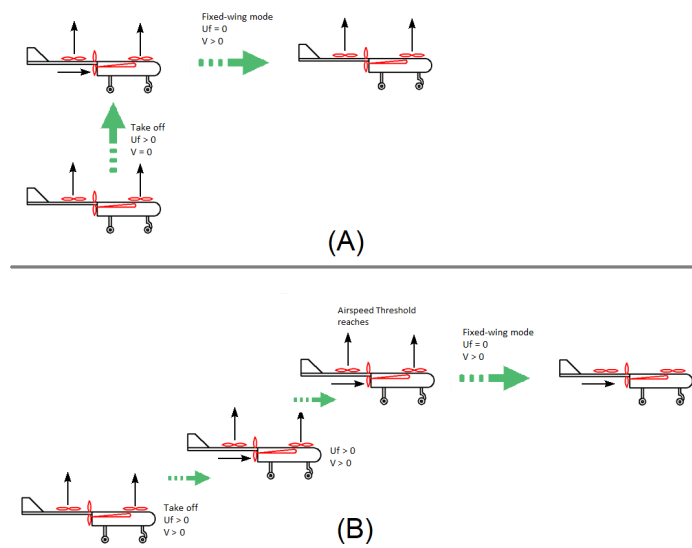 Fixed-wing mode
Uf = 0
V > 0
Take off
Uf > 0
V = 0
(A)
Airspeed Threshold
reaches
Fixed-wing mode
Uf = 0
V > 0
Uf > 0
V > 0
Take off
Uf > 0
V > 0
(B)